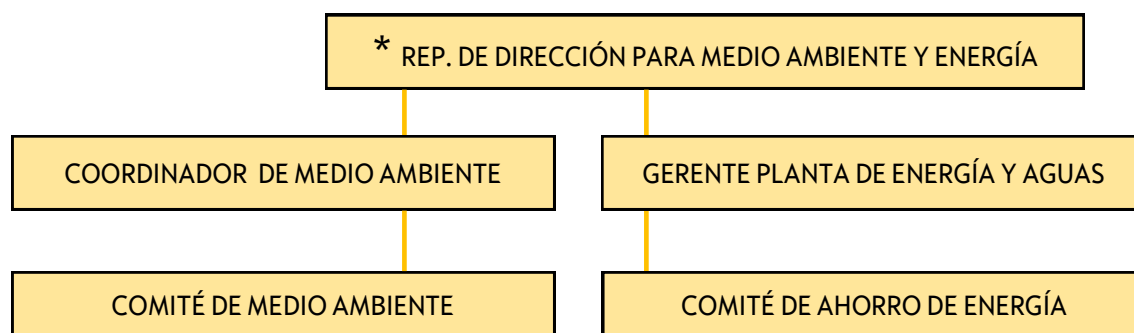 * REP. DE DIRECCIÓN PARA MEDIO AMBIENTE Y ENERGÍA
COORDINADOR DE MEDIO AMBIENTE
GERENTE PLANTA DE ENERGÍA Y AGUAS
COMITÉ DE MEDIO AMBIENTE
COMITÉ DE AHORRO DE ENERGÍA